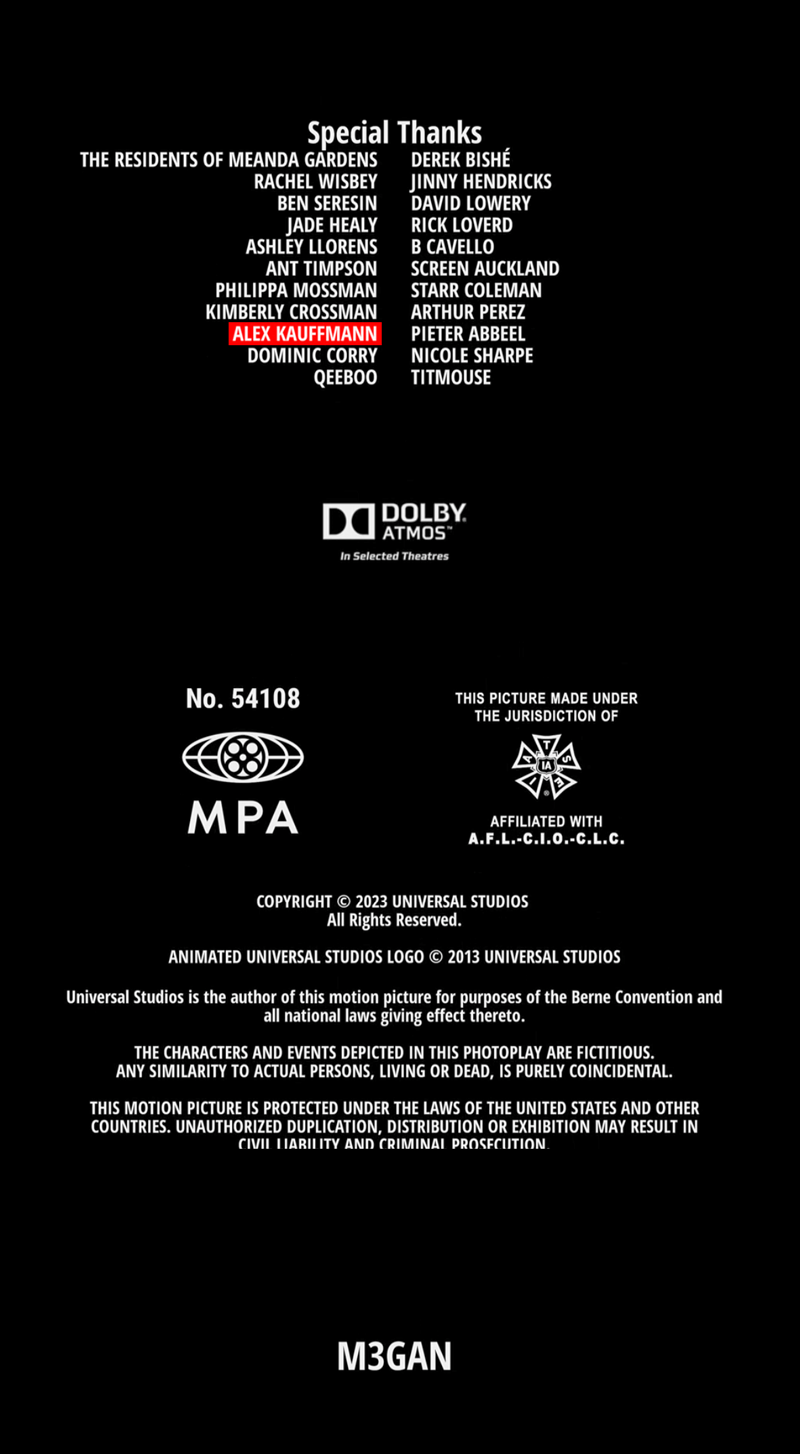 Special Thanks
THE RESIDENTS OF MEANDA GARDENS DEREK BISHÉ
RACHEL WISBEY JINNY HENDRICKS
BEN SERESIN DAVID LOWERY
JADE HEALY RICK LOVERD
ASHLEY LLORENS B CAVELLO
ANT TIMPSON SCREEN AUCKLAND
PHILIPPA MOSSMAN STARR COLEMAN
KIMBERLY CROSSMAN ARTHUR PEREZ
ALEX KAUFFMANN PIETER ABBEEL
DOMINIC CORRY NICOLE SHARPE
QEEBOO TITMOUSE
DOLBY®
ATMOS™
In Selected Theatres
No. 54108
MPA
THIS PICTURE MADE UNDER
THE JURISDICTION OF
I A T S E
IA
®
AFFILIATED WITH
A.F.L.-C.I.O.-C.L.C.
COPYRIGHT © 2023 UNIVERSAL STUDIOS
All Rights Reserved.
ANIMATED UNIVERSAL STUDIOS LOGO © 2013 UNIVERSAL STUDIOS
Universal Studios is the author of this motion picture for purposes of the Berne Convention and
all national laws giving effect thereto.
THE CHARACTERS AND EVENTS DEPICTED IN THIS PHOTOPLAY ARE FICTITIOUS.
ANY SIMILARITY TO ACTUAL PERSONS, LIVING OR DEAD, IS PURELY COINCIDENTAL.
THIS MOTION PICTURE IS PROTECTED UNDER THE LAWS OF THE UNITED STATES AND OTHER
COUNTRIES. UNAUTHORIZED DUPLICATION, DISTRIBUTION OR EXHIBITION MAY RESULT IN
CIVIL LIABILITY AND CRIMINAL PROSECUTION.
M3GAN